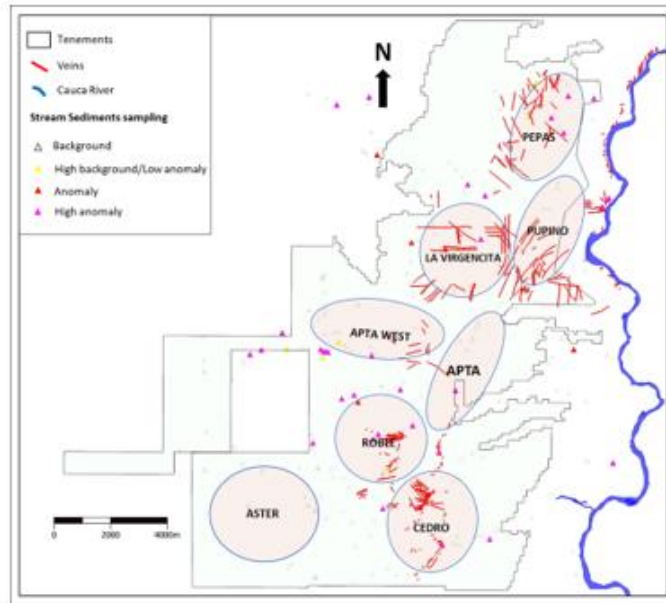 Tenements
Veins
Cauca River
Stream Sediments sampling
Background
High background/Low anomaly
Anomaly
High anomaly
N
PEPAS
PUPINO
LA VIRGENCITA
APTA WEST
APTA
ROBLE
ASTER
CEDRO
0 2000 4000m